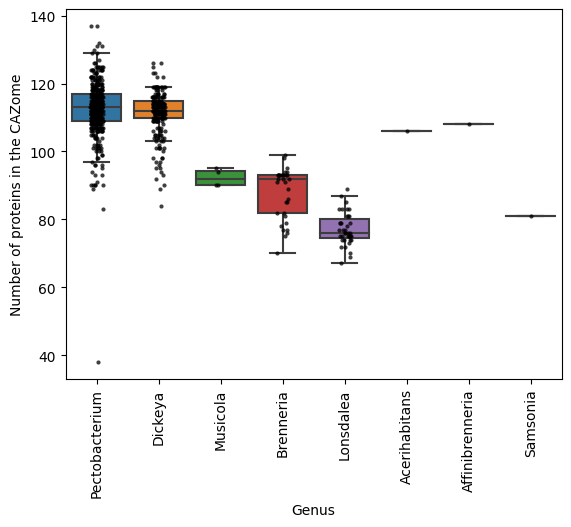 Number of proteins in the CAZome
140
120
100
80
60
40
Pectobacterium
Dickeya
Musicola
Brenneria
Lonsdalea
Acerihabitans
Affinibrenneria
Samsonia
Genus